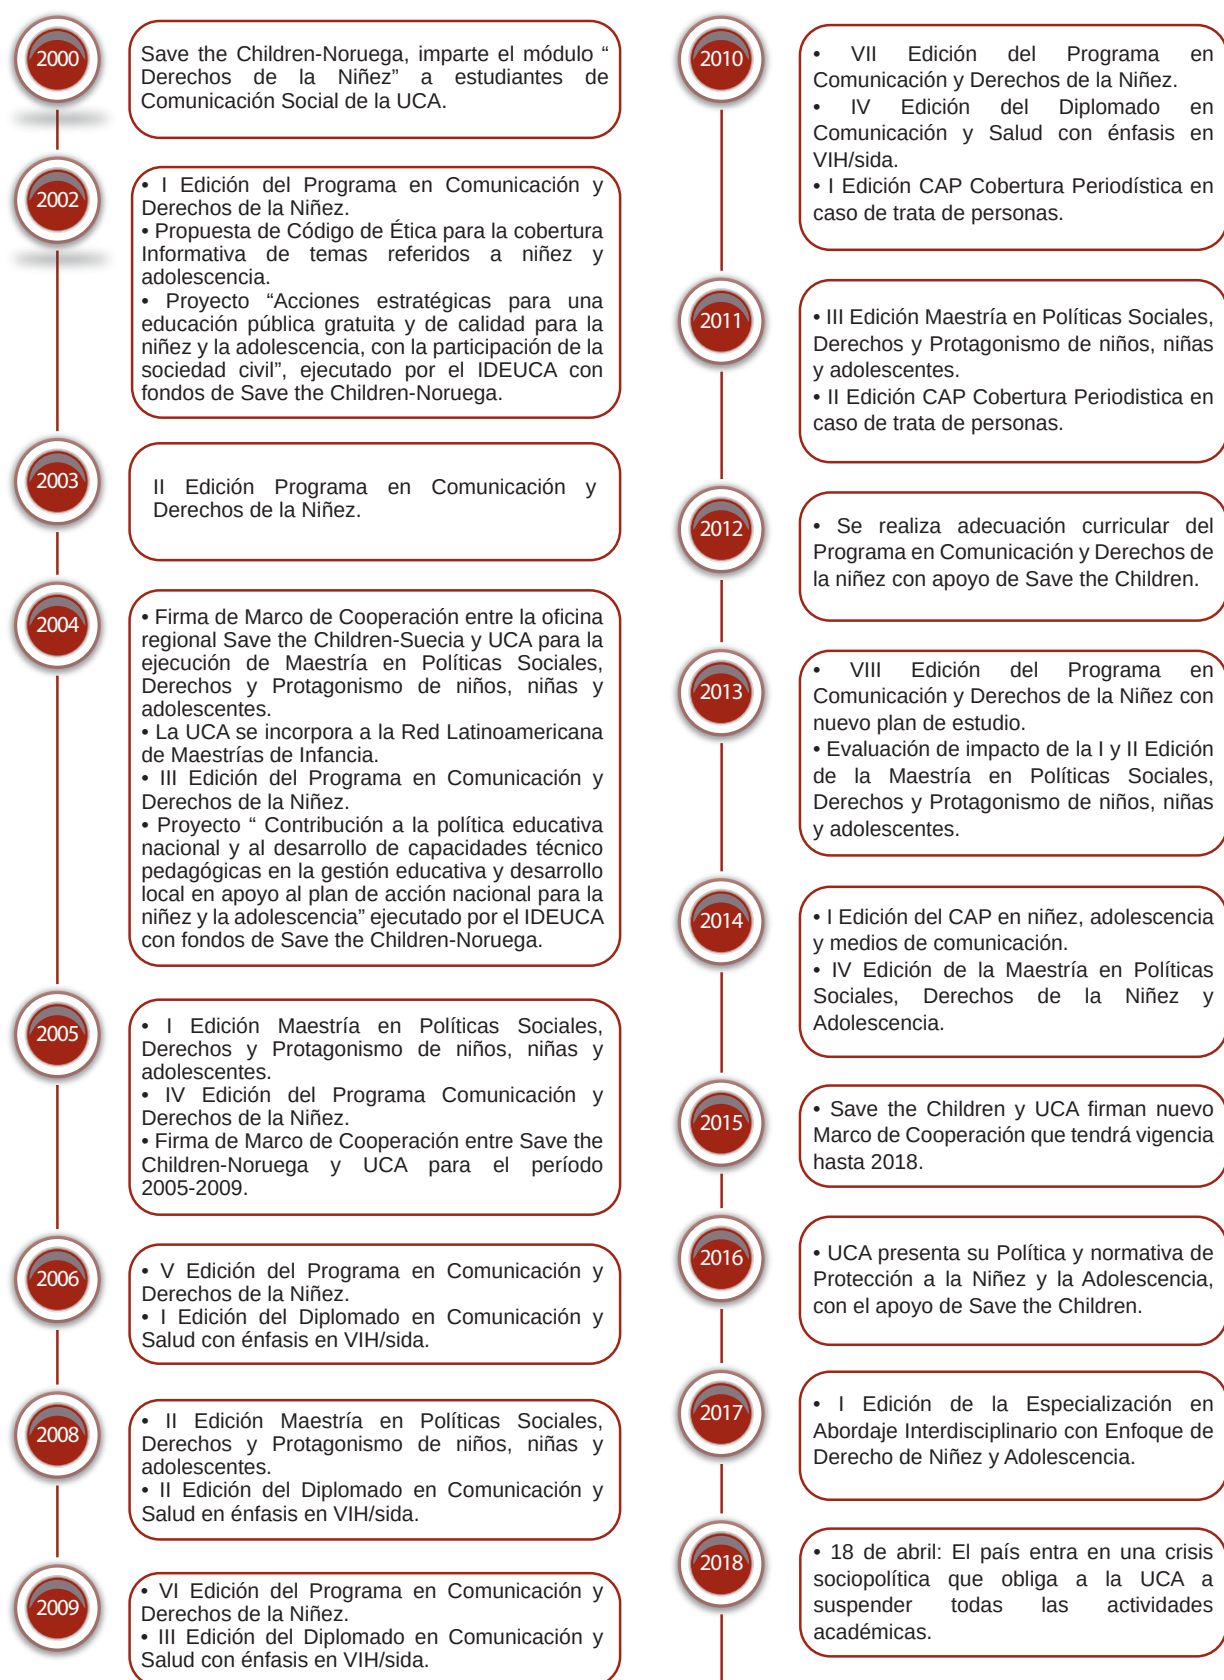 2000
Save the Children-Noruega, imparte el módulo “
Derechos de la Niñez” a estudiantes de
Comunicación Social de la UCA.
2002
• I Edición del Programa en Comunicación y
Derechos de la Niñez.
• Propuesta de Código de Ética para la cobertura
Informativa de temas referidos a niñez y
adolescencia.
• Proyecto “Acciones estratégicas para una
educación pública gratuita y de calidad para la
niñez y la adolescencia, con la participación de la
sociedad civil”, ejecutado por el IDEUCA con
fondos de Save the Children-Noruega.
2003
II Edición Programa en Comunicación y
Derechos de la Niñez.
2004
• Firma de Marco de Cooperación entre la oficina
regional Save the Children-Suecia y UCA para la
ejecución de Maestría en Políticas Sociales,
Derechos y Protagonismo de niños, niñas y
adolescentes.
• La UCA se incorpora a la Red Latinoamericana
de Maestrías de Infancia.
• III Edición del Programa en Comunicación y
Derechos de la Niñez.
• Proyecto “ Contribución a la política educativa
nacional y al desarrollo de capacidades técnico
pedagógicas en la gestión educativa y desarrollo
local en apoyo al plan de acción nacional para la
niñez y la adolescencia” ejecutado por el IDEUCA
con fondos de Save the Children-Noruega.
2005
• I Edición Maestría en Políticas Sociales,
Derechos y Protagonismo de niños, niñas y
adolescentes.
• IV Edición del Programa Comunicación y
Derechos de la Niñez.
• Firma de Marco de Cooperación entre Save the
Children-Noruega y UCA para el período
2005-2009.
2006
• V Edición del Programa en Comunicación y
Derechos de la Niñez.
• I Edición del Diplomado en Comunicación y
Salud con énfasis en VIH/sida.
2008
• II Edición Maestría en Políticas Sociales,
Derechos y Protagonismo de niños, niñas y
adolescentes.
• II Edición del Diplomado en Comunicación y
Salud en énfasis en VIH/sida.
2009
• VI Edición del Programa en Comunicación y
Derechos de la Niñez.
• III Edición del Diplomado en Comunicación y
Salud con énfasis en VIH/sida.
2010
• VII Edición del Programa en
Comunicación y Derechos de la Niñez.
• IV Edición del Diplomado en
Comunicación y Salud con énfasis en
VIH/sida.
• I Edición CAP Cobertura Periodística en
caso de trata de personas.
2011
• III Edición Maestría en Políticas Sociales,
Derechos y Protagonismo de niños, niñas
y adolescentes.
• II Edición CAP Cobertura Periodistica en
caso de trata de personas.
2012
• Se realiza adecuación curricular del
Programa en Comunicación y Derechos de
la niñez con apoyo de Save the Children.
2013
• VIII Edición del Programa en
Comunicación y Derechos de la Niñez con
nuevo plan de estudio.
• Evaluación de impacto de la I y II Edición
de la Maestría en Políticas Sociales,
Derechos y Protagonismo de niños, niñas
y adolescentes.
2014
• I Edición del CAP en niñez, adolescencia
y medios de comunicación.
• IV Edición de la Maestría en Políticas
Sociales, Derechos de la Niñez y
Adolescencia.
2015
• Save the Children y UCA firman nuevo
Marco de Cooperación que tendrá vigencia
hasta 2018.
2016
• UCA presenta su Política y normativa de
Protección a la Niñez y la Adolescencia,
con el apoyo de Save the Children.
2017
• I Edición de la Especialización en
Abordaje Interdisciplinario con Enfoque de
Derecho de Niñez y Adolescencia.
2018
• 18 de abril: El país entra en una crisis
sociopolítica que obliga a la UCA a
suspender todas las actividades
académicas.